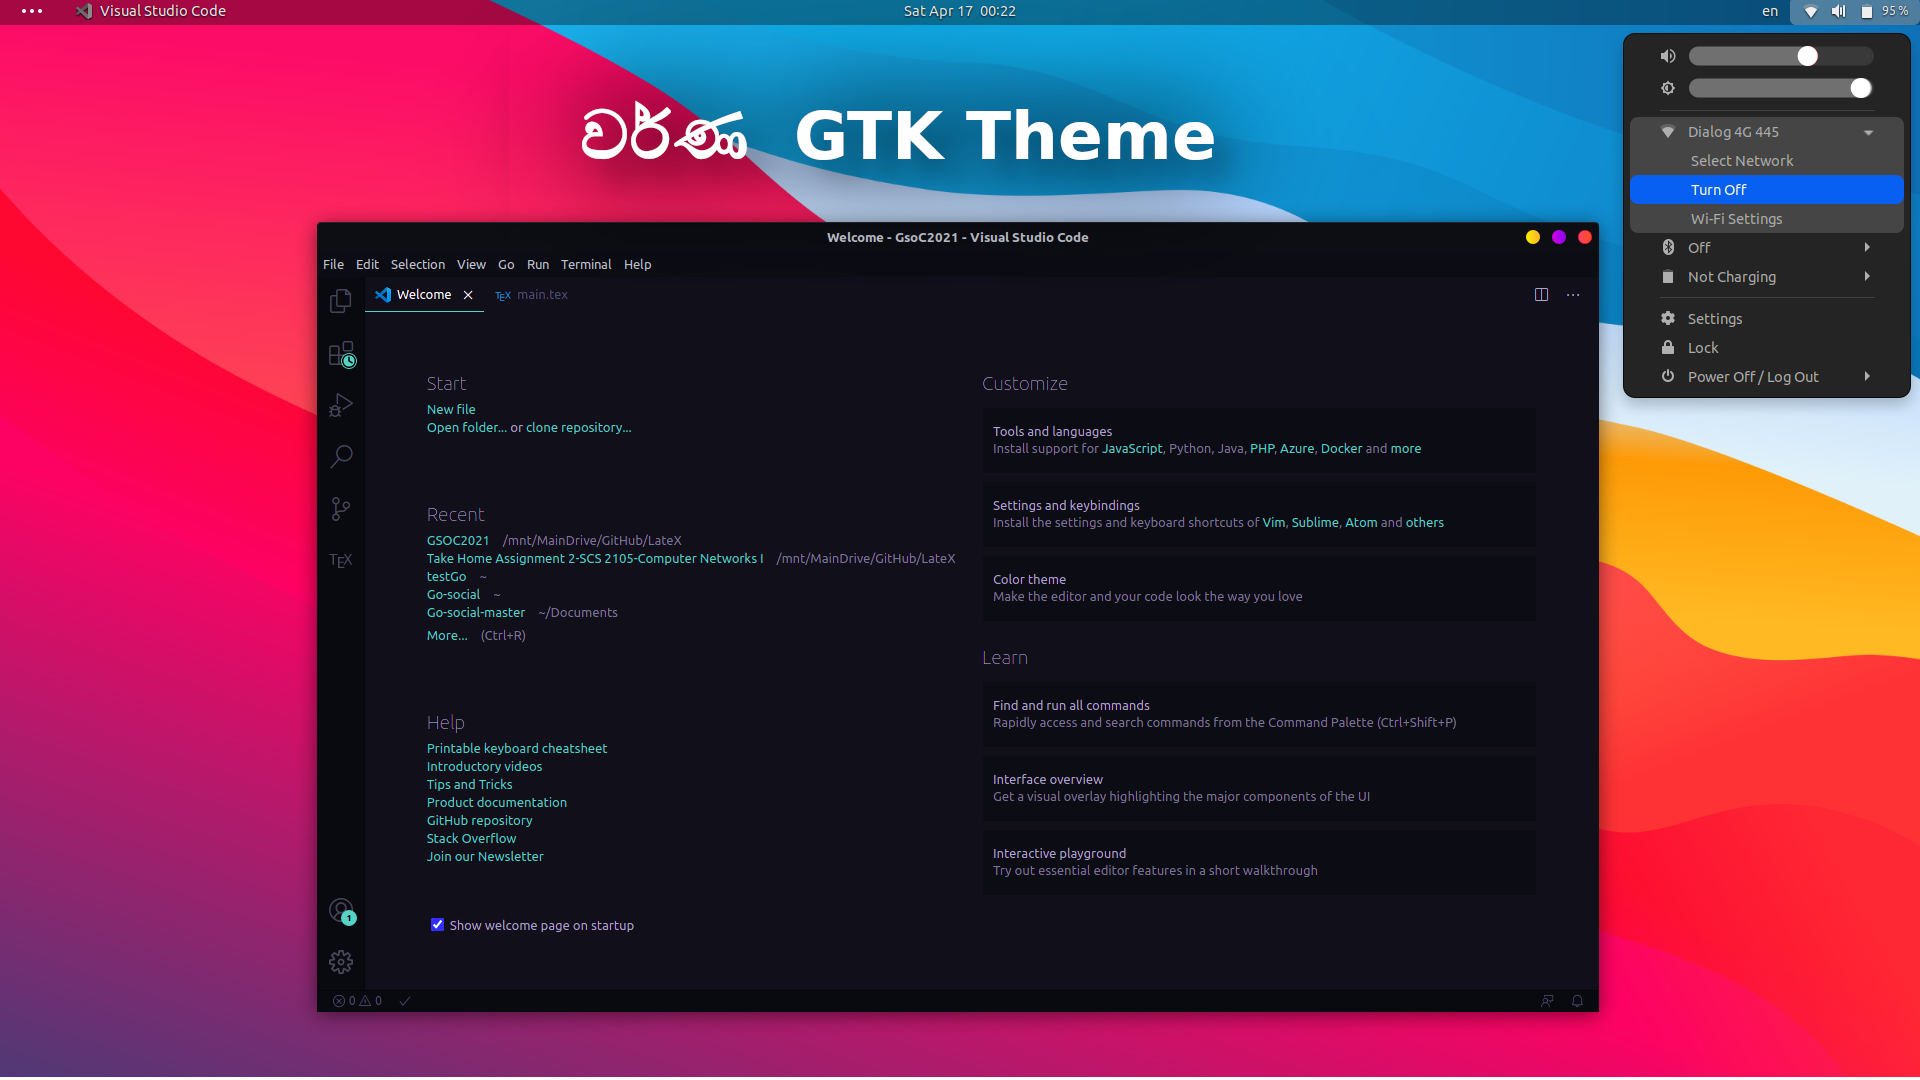 Visual Studio Code
Sat Apr 17 00:22
en
95%
වර්ණ GTK Theme
Dialog 4G 445
Select Network
Turn Off
Wi-Fi Settings
Off
Not Charging
Settings
Lock
Power Off / Log Out
Welcome - GsoC2021 - Visual Studio Code
File Edit Selection View Go Run Terminal Help
Welcome
TEX main.tex
TEX
Start
New file
Open folder... or clone repository...
Recent
GSOC2021 /mnt/MainDrive/GitHub/LateX
Take Home Assignment 2-SCS 2105-Computer Networks I /mnt/MainDrive/GitHub/LateX
testGo ~
Go-social ~
Go-social-master ~/Documents
More... (Ctrl+R)
Help
Printable keyboard cheatsheet
Introductory videos
Tips and Tricks
Product documentation
GitHub repository
Stack Overflow
Join our Newsletter
Show welcome page on startup
Customize
Tools and languages
Install support for JavaScript, Python, Java, PHP, Azure, Docker and more
Settings and keybindings
Install the settings and keyboard shortcuts of Vim, Sublime, Atom and others
Color theme
Make the editor and your code look the way you love
Learn
Find and run all commands
Rapidly access and search commands from the Command Palette (Ctrl+Shift+P)
Interface overview
Get a visual overlay highlighting the major components of the UI
Interactive playground
Try out essential editor features in a short walkthrough
1
0 0